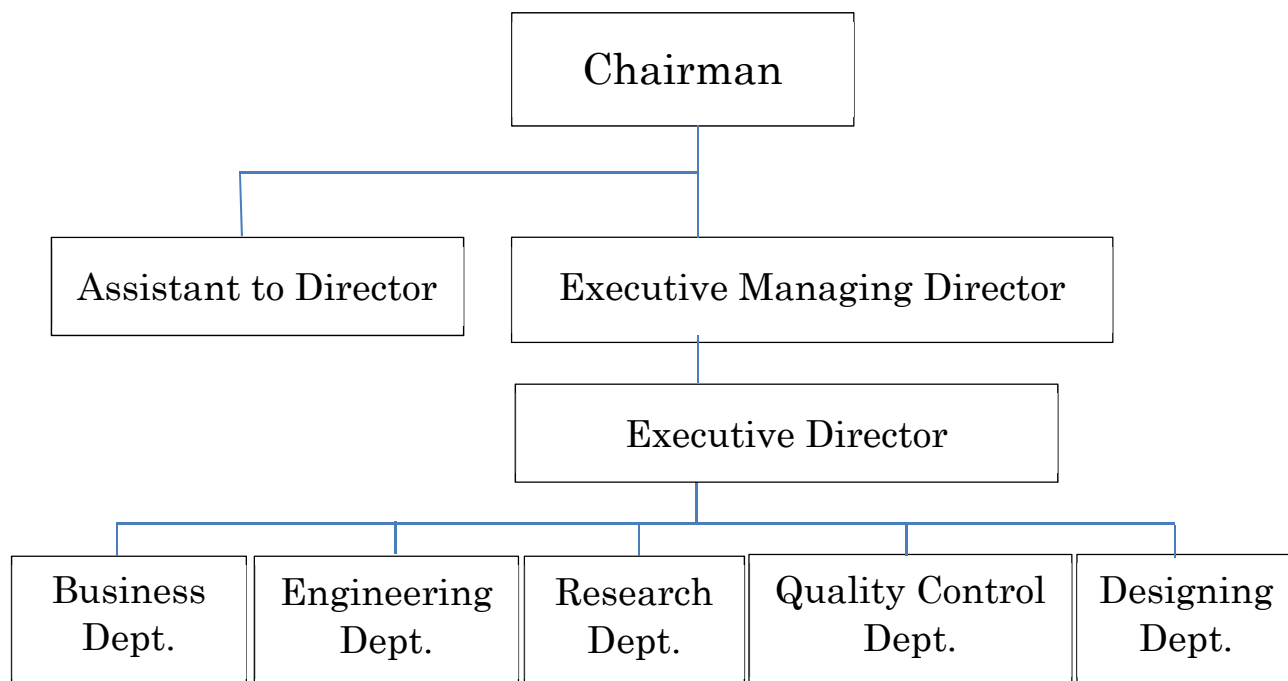 Chairman
Assistant to Director
Executive Managing Director
Executive Director
Business
Dept.
Engineering
Dept.
Research
Dept.
Quality Control
Dept.
Designing
Dept.